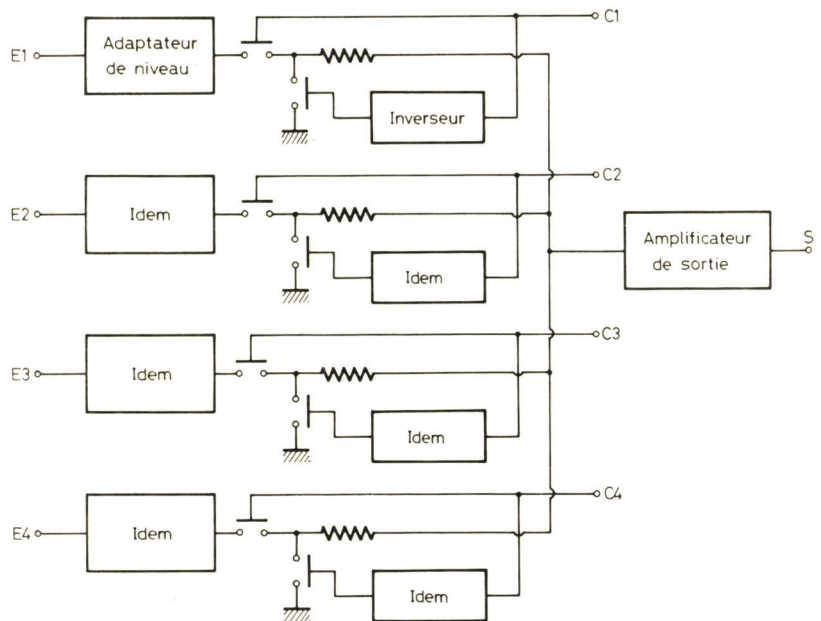 C1
E1
Adaptateur
de niveau
Inverseur
C2
E2
Idem
Idem
Amplificateur
de sortie
S
C3
E3
Idem
Idem
C4
E4
Idem
Idem